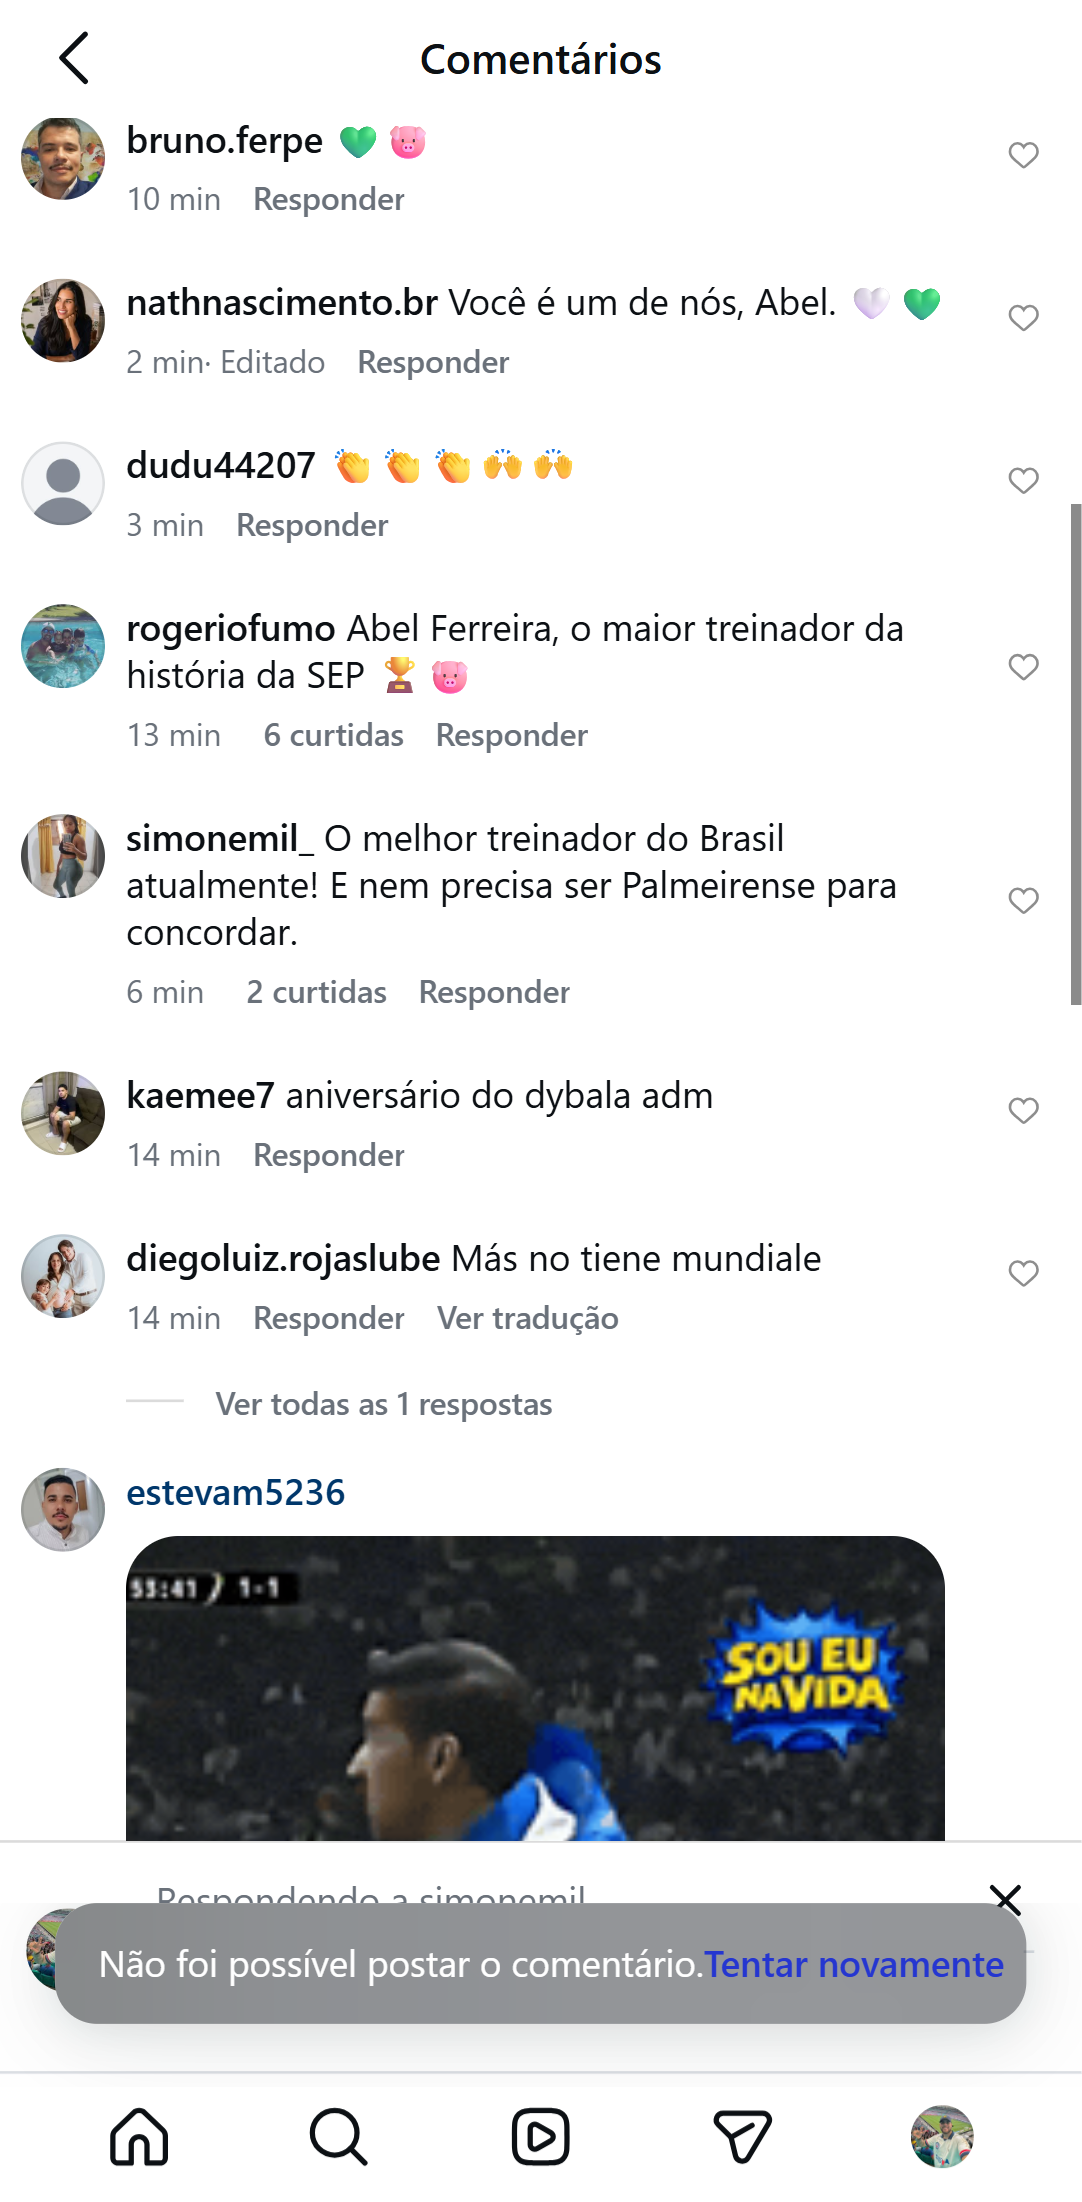 Comentários
bruno.ferpe 💚 🐷
10 min Responder
nathnascimento.br Você é um de nós, Abel. 🤍 💚
2 min· Editado Responder
dudu44207 👏 👏 👏 🙌 🙌
3 min Responder
rogeriofumo Abel Ferreira, o maior treinador da
história da SEP 🏆 🐷
13 min 6 curtidas Responder
simonemil_ O melhor treinador do Brasil
atualmente! E nem precisa ser Palmeirense para
concordar.
6 min 2 curtidas Responder
kaemee7 aniversário do dybala adm
14 min Responder
diegoluiz.rojaslube Más no tiene mundiale
14 min Responder Ver tradução
Ver todas as 1 respostas
estevam5236
53:41 / 1-1
SOU EU
NA VIDA
Respondendo a simonemil_
Não foi possível postar o comentário.Tentar novamente